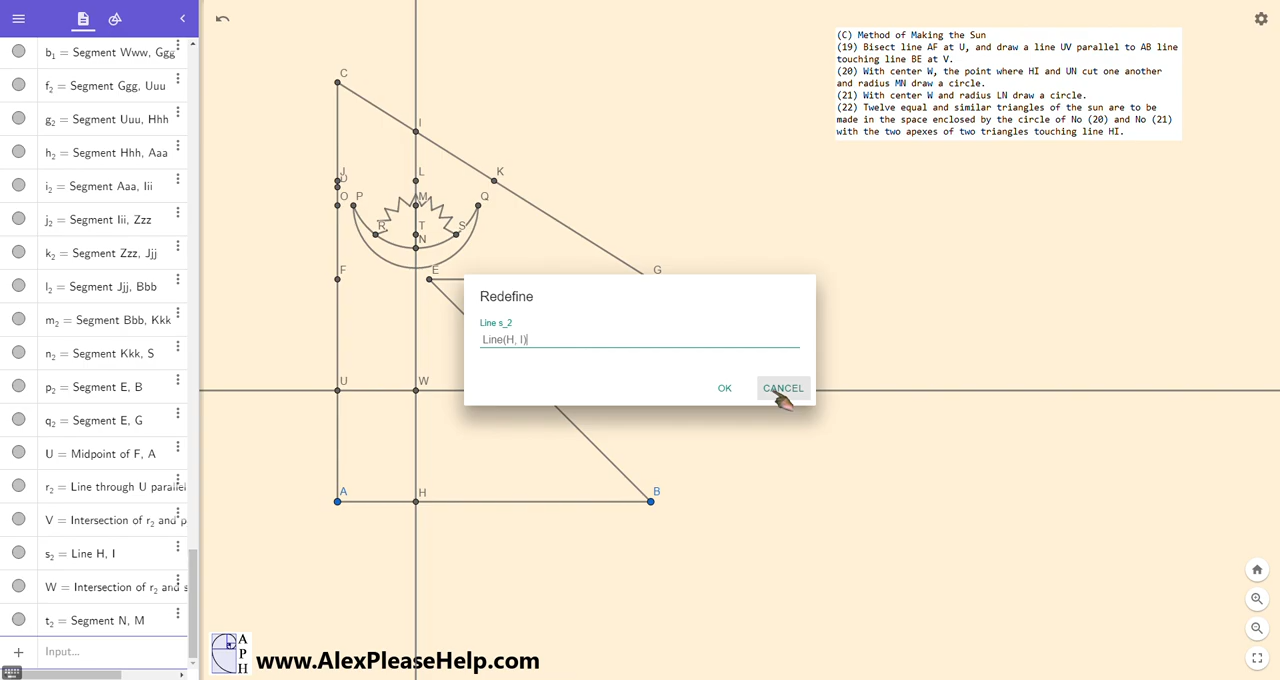 (C) Method of Making the Sun
(19) Bisect line AF at U, and draw a line UV parallel to AB line
touching line BE at V.
(20) With center W, the point where HI and UN cut one another
and radius MN draw a circle.
(21) With center W and radius LN draw a circle.
(22) Twelve equal and similar triangles of the sun are to be
made in the space enclosed by the circle of No (20) and No (21)
with the two apexes of two triangles touching line HI.
b₁ = Segment Www, Ggg
f₂ = Segment Ggg, Uuu
g₂ = Segment Uuu, Hhh
h₂ = Segment Hhh, Aaa
i₂ = Segment Aaa, Iii
j₂ = Segment Iii, Zzz
k₂ = Segment Zzz, Jjj
l₂ = Segment Jjj, Bbb
m₂ = Segment Bbb, Kkk
n₂ = Segment Kkk, S
p₂ = Segment E, B
q₂ = Segment E, G
U = Midpoint of F, A
r₂ = Line through U parallel
V = Intersection of r₂ and p
s₂ = Line H, I
W = Intersection of r₂ and s
t₂ = Segment N, M
Input...
C
I
J
D
L
K
O
P
M
Q
R
T
S
N
F
E
G
U
W
A
H
B
Redefine
Line s_2
Line(H, I)
OK
CANCEL
A
P
H
www.AlexPleaseHelp.com